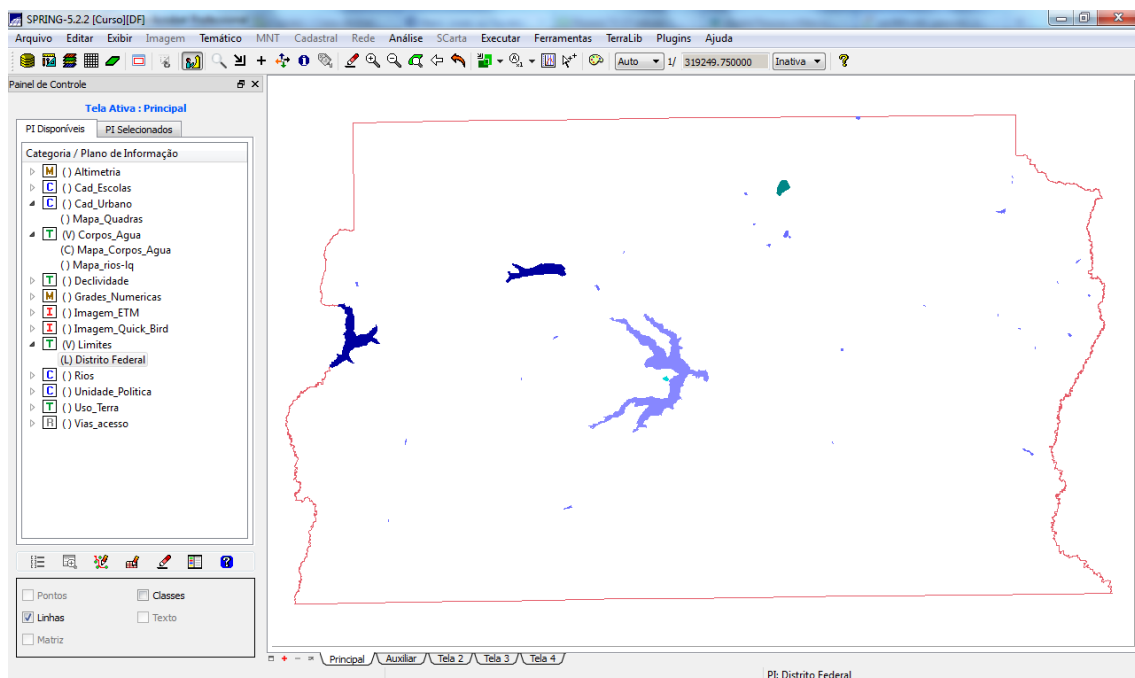 SPRING-5.2.2 [Curso][DF]
Arquivo Editar Exibir Imagem Temático MNT Cadastral Rede Análise SCarta Executar Ferramentas TerraLib Plugins Ajuda
Auto 1/ 319249.750000 Inativa
Painel de Controle
Tela Ativa : Principal
PI Disponíveis PI Selecionados
Categoria / Plano de Informação
M () Altimetria
C () Cad_Escolas
C () Cad_Urbano
() Mapa_Quadras
T (V) Corpos_Agua
(C) Mapa_Corpos_Agua
() Mapa_rios-lq
T () Declividade
M () Grades_Numericas
I () Imagem_ETM
I () Imagem_Quick_Bird
T (V) Limites
(L) Distrito Federal
C () Rios
C () Unidade_Politica
T () Uso_Terra
R () Vias_acesso
Pontos Classes
Linhas Texto
Matriz
Principal Auxiliar Tela 2 Tela 3 Tela 4
PI: Distrito Federal